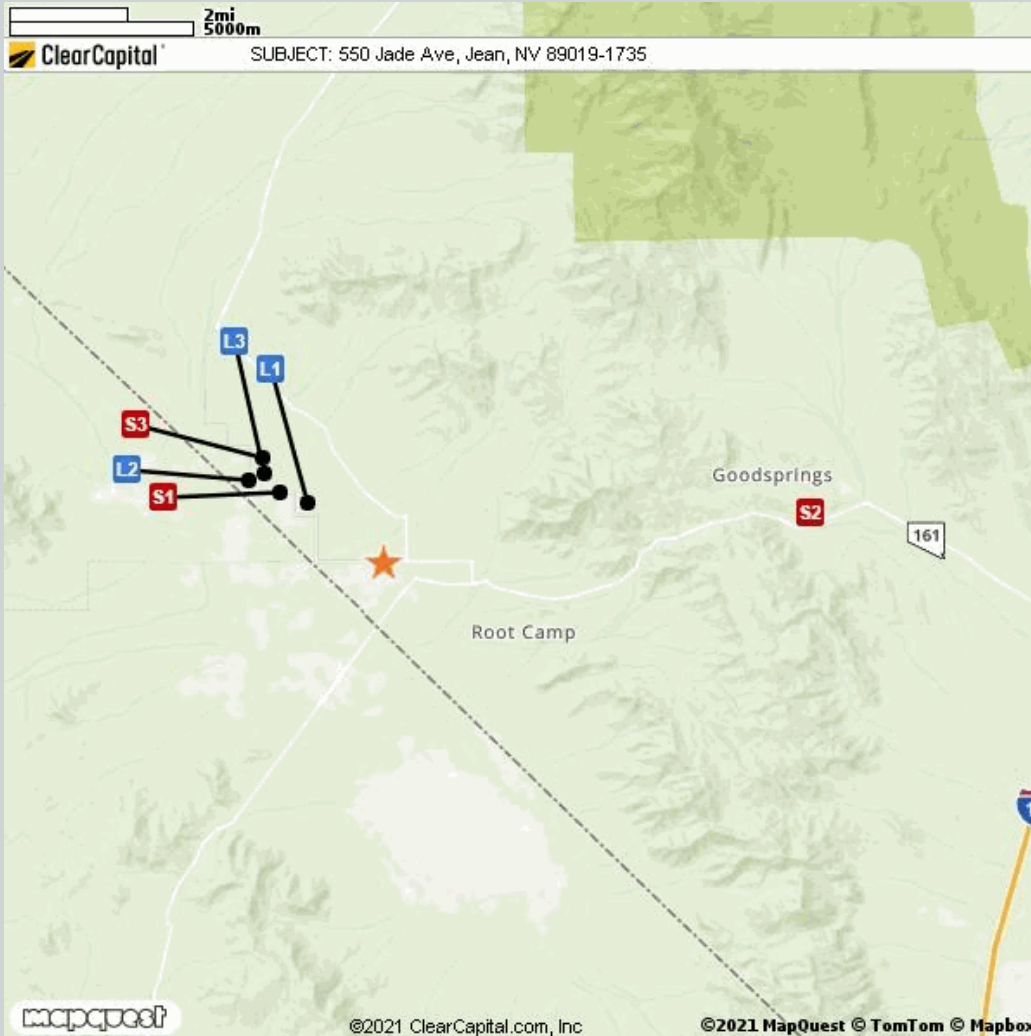 2mi
5000m
ClearCapital
SUBJECT: 550 Jade Ave, Jean, NV 89019-1735
L3
L1
S3
L2
S1
Goodsprings
S2
161
Root Camp
mapquest
©2021 ClearCapital.com, Inc
©2021 MapQuest © TomTom © Mapbo